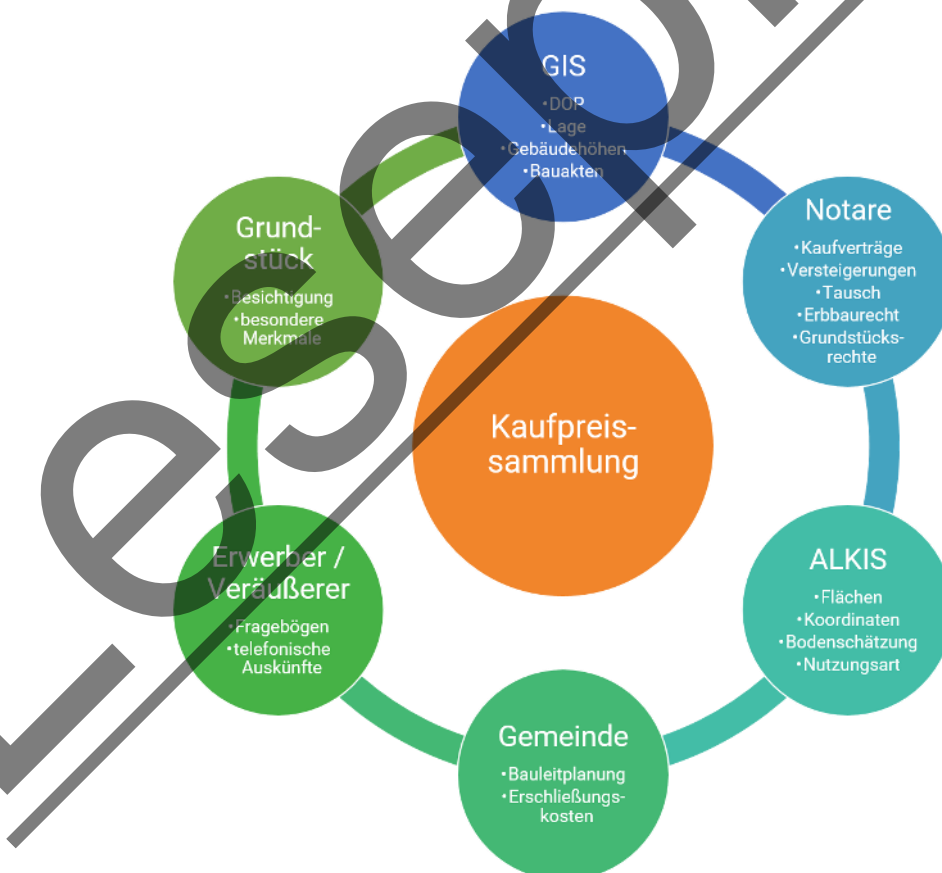 GIS
•DOP
•Lage
•Gebäudehöhen
•Bauakten
Notare
•Kaufverträge
•Versteigerungen
•Tausch
•Erbbaurecht
•Grundstücks-
rechte
ALKIS
•Flächen
•Koordinaten
•Bodenschätzung
•Nutzungsart
Gemeinde
•Bauleitplanung
•Erschließungs-
kosten
Erwerber /
Veräußerer
•Fragebögen
•telefonische
Auskünfte
Grund-
stück
•Besichtigung
•besondere
Merkmale
Kaufpreis-
sammlung